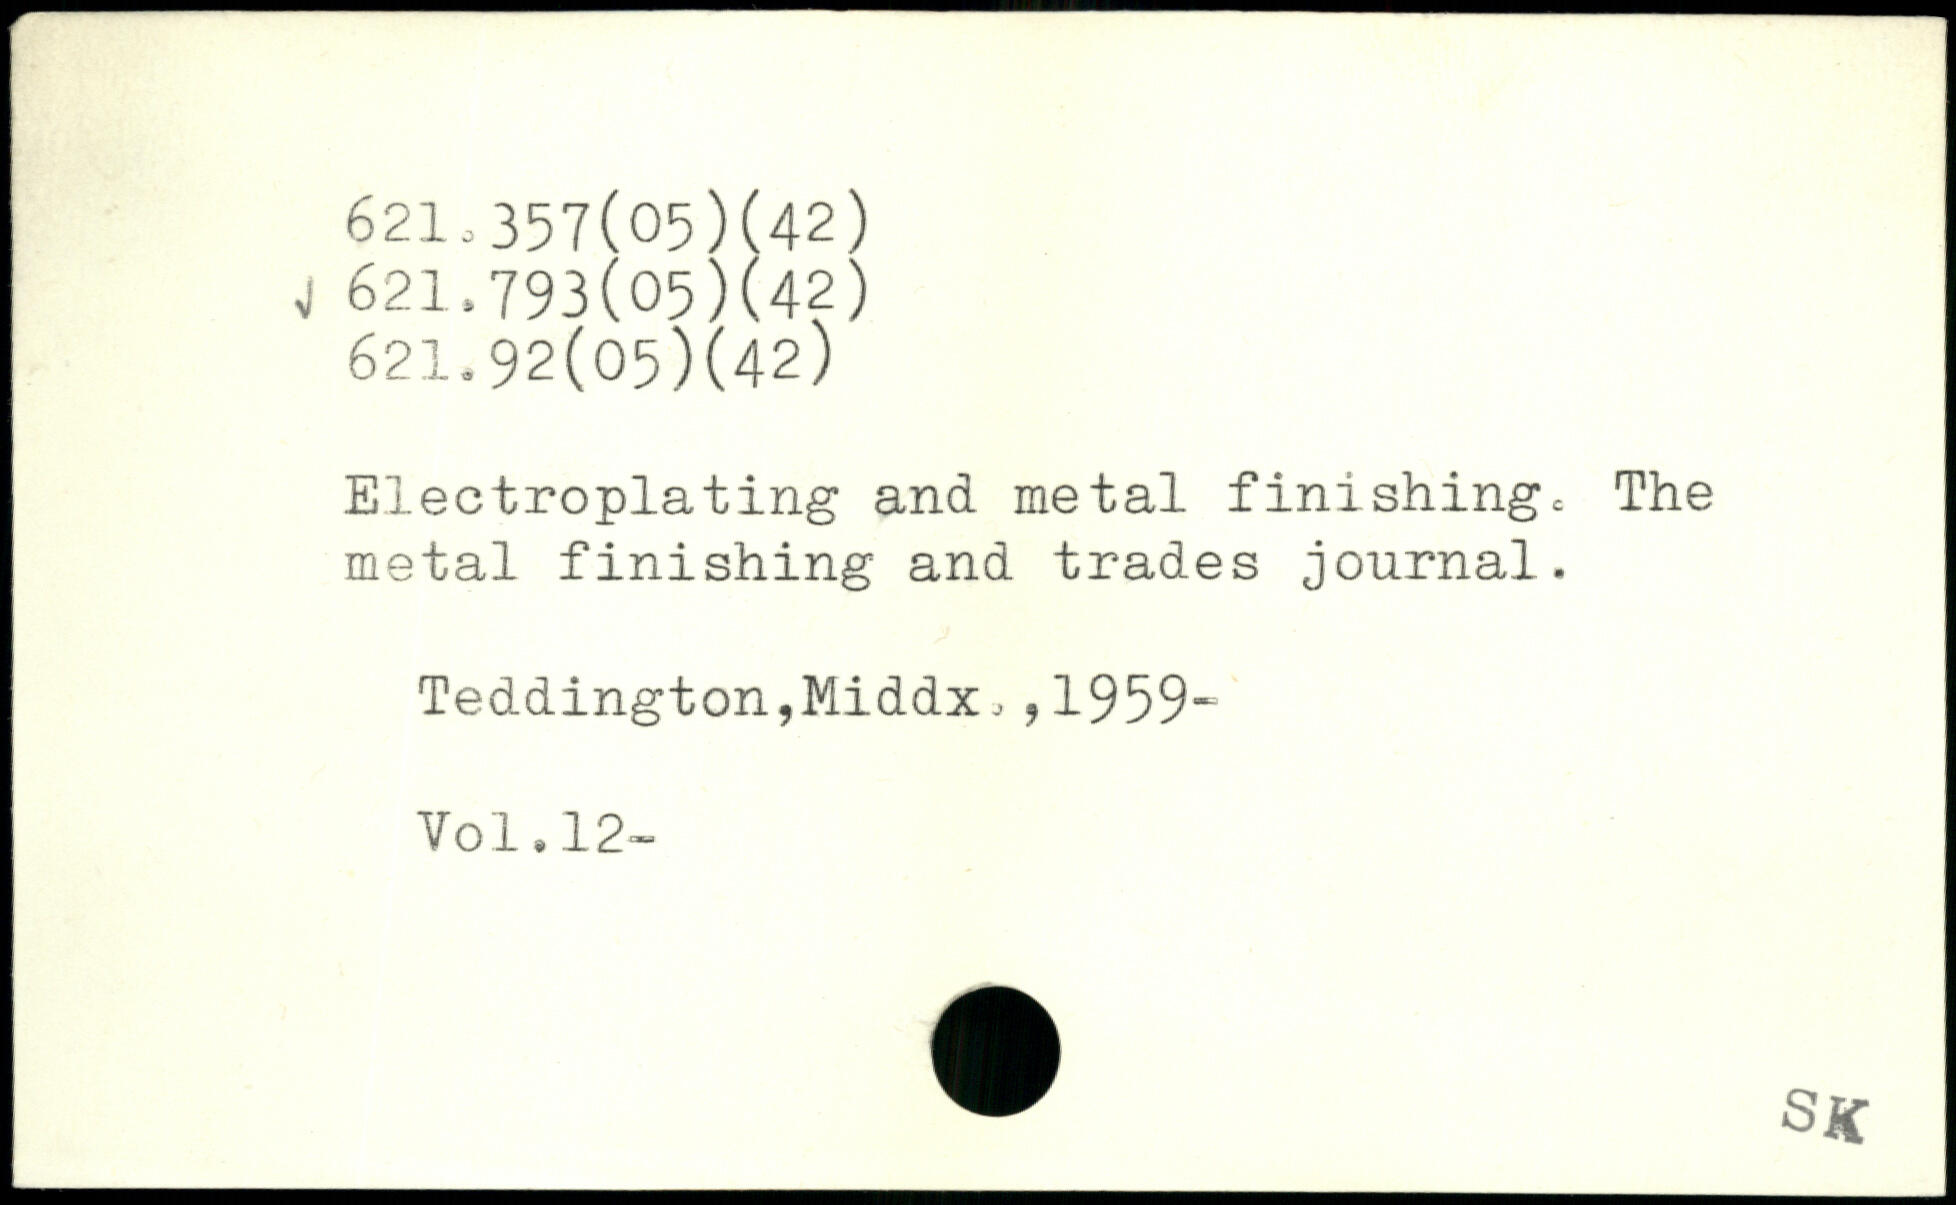 621.357(05)(42)
✓ 621.793(05)(42)
621.92(05)(42)
Electroplating and metal finishing. The
metal finishing and trades journal.
Teddington,Middx.,1959-
Vol.12-
SK